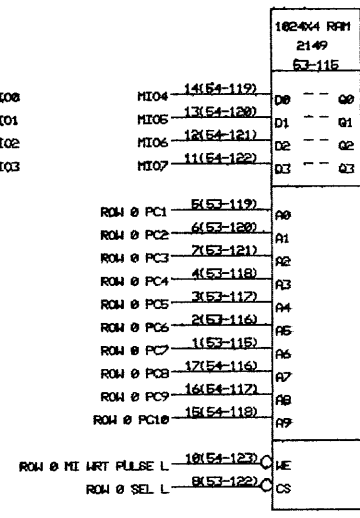 1024X4 RAM
2149
53-115
IO0
MIO4 14(54-119) D0 -- Q0
IO1
MIO5 13(54-120) D1 -- Q1
IO2
MIO6 12(54-121) D2 -- Q2
IO3
MIO7 11(54-122) D3 -- Q3
ROW 0 PC1 5(53-119) A0
ROW 0 PC2 6(53-120) A1
ROW 0 PC3 7(53-121) A2
ROW 0 PC4 4(53-118) A3
ROW 0 PC5 3(53-117) A4
ROW 0 PC6 2(53-116) A5
ROW 0 PC7 1(53-115) A6
ROW 0 PC8 17(54-116) A7
ROW 0 PC9 16(54-117) A8
ROW 0 PC10 15(54-118) A9
ROW 0 MI WRT PULSE L 10(54-123) WE
ROW 0 SEL L 8(53-122) CS